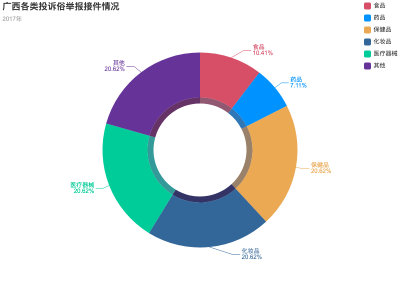 广西各类投诉俗举报接件情况
2017年
食品
药品
保健品
化妆品
医疗器械
其他
食品
10.41%
药品
7.11%
保健品
20.62%
化妆品
20.62%
医疗器械
20.62%
其他
20.62%